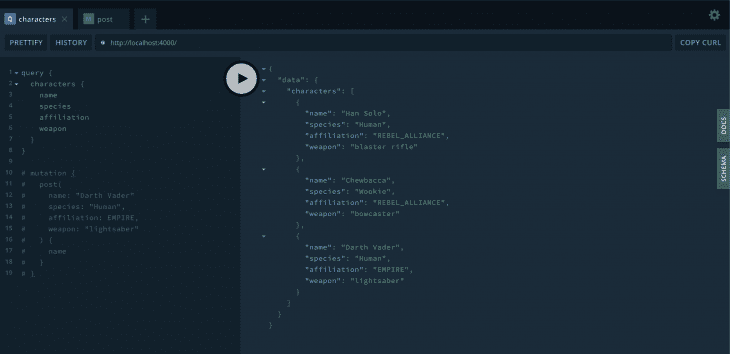 Q characters ×
M post
+
PRETTIFY HISTORY http://localhost:4000/ COPY CURL
1 query {
2 characters {
3 name
4 species
5 affiliation
6 weapon
7 }
8 }
9
10 # mutation {
11 # post(
12 # name: "Darth Vader"
13 # species: "Human",
14 # affiliation: EMPIRE,
15 # weapon: "lightsaber"
16 # ) {
17 # name
18 # }
19 # }
{
"data": {
"characters": [
{
"name": "Han Solo",
"species": "Human",
"affiliation": "REBEL_ALLIANCE",
"weapon": "blaster rifle"
},
{
"name": "Chewbacca",
"species": "Wookie",
"affiliation": "REBEL_ALLIANCE",
"weapon": "bowcaster"
},
{
"name": "Darth Vader",
"species": "Human",
"affiliation": "EMPIRE",
"weapon": "lightsaber"
}
]
}
}
DOCS
SCHEMA